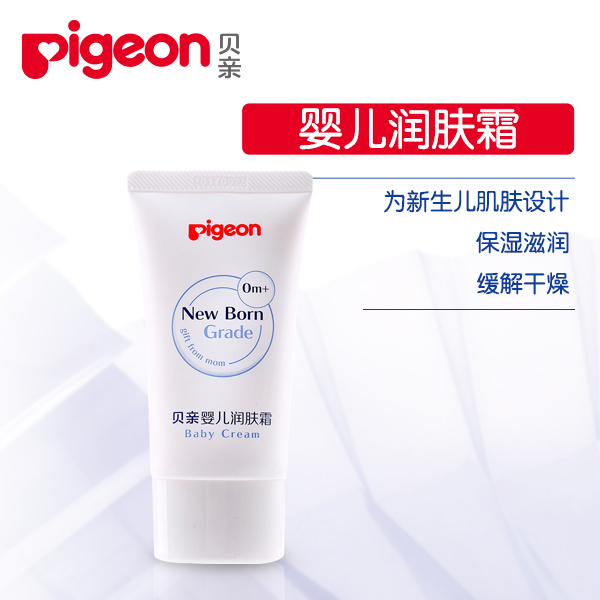 pigeon 贝亲
婴儿润肤霜
为新生儿肌肤设计
保湿滋润
缓解干燥
pigeon
0m+
New Born
Grade
gift from mom
贝亲婴儿润肤霜
Baby Cream